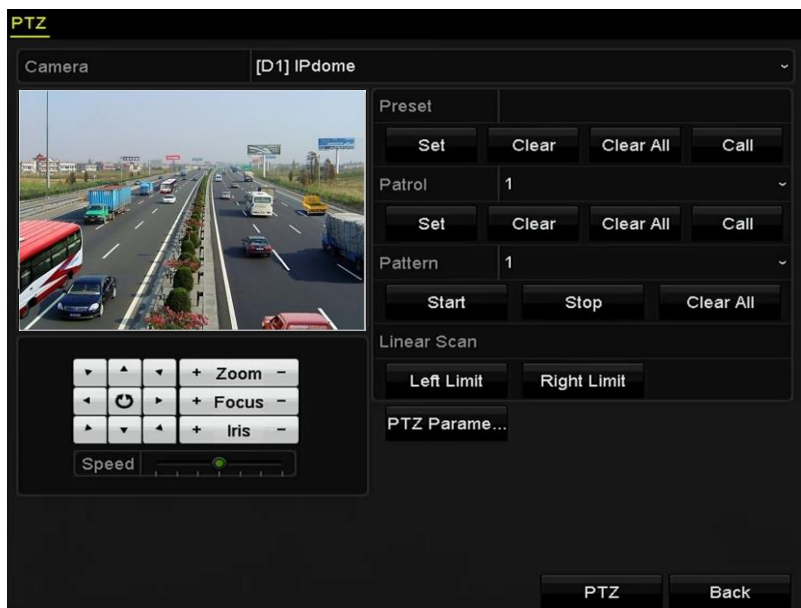 PTZ
Camera [D1] IPdome
Preset
Set Clear Clear All Call
Patrol 1
Set Clear Clear All Call
Pattern 1
Start Stop Clear All
Linear Scan
Left Limit Right Limit
PTZ Parame...
+ Zoom -
+ Focus -
+ Iris -
Speed
PTZ Back